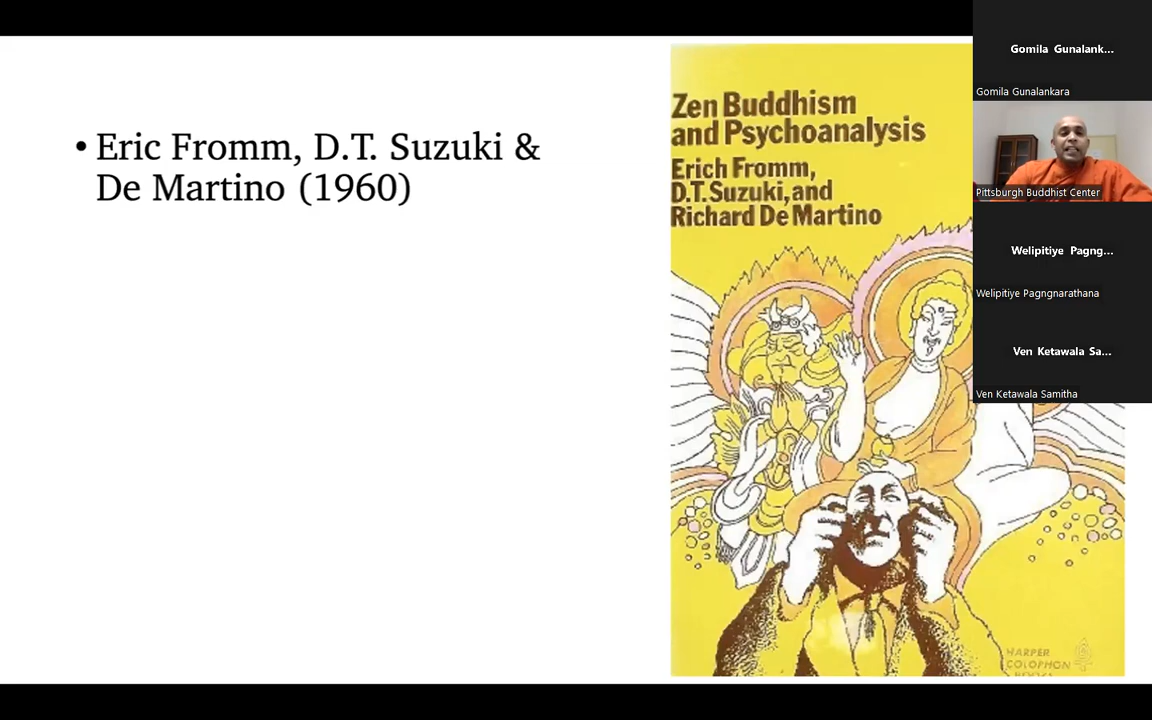 • Eric Fromm, D.T. Suzuki &
De Martino (1960)
Zen Buddhism
and Psychoanalysis
Erich Fromm,
D.T. Suzuki, and
Richard De Martino
HARPER
COLOPHON
BOOKS
Gomila Gunalank...
Gomila Gunalankara
Pittsburgh Buddhist Center
Welipitiye Pagng...
Welipitiye Pagngnarathana
Ven Ketawala Sa...
Ven Ketawala Samitha